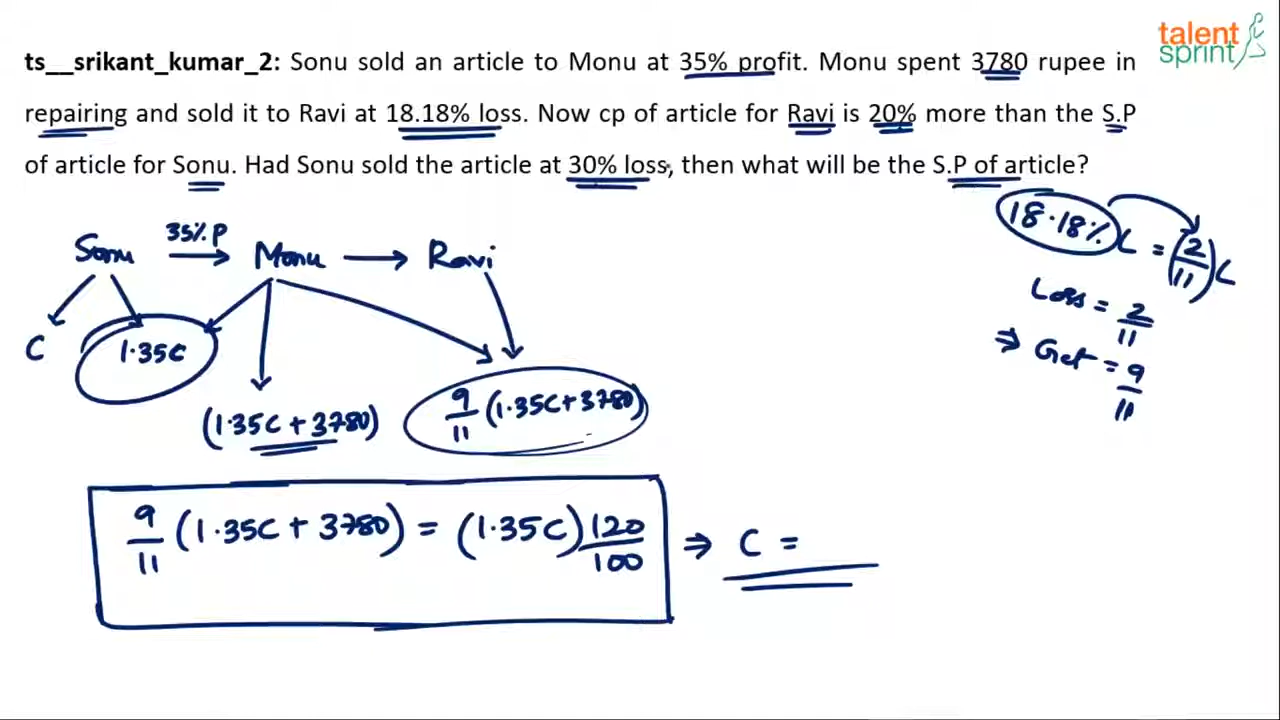 talent
sprint
ts__srikant_kumar_2: Sonu sold an article to Monu at 35% profit. Monu spent 3780 rupee in
repairing and sold it to Ravi at 18.18% loss. Now cp of article for Ravi is 20% more than the S.P
of article for Sonu. Had Sonu sold the article at 30% loss, then what will be the S.P of article?
18.18% L = (2/11) L
Loss = 2/11
⇒ Get = 9/11
Sonu 35% P → Monu → Ravi
C 1.35C
(1.35C + 3780) 9/11 (1.35C + 3780)
9/11 (1.35C + 3780) = (1.35C) 120/100 ⇒ C =